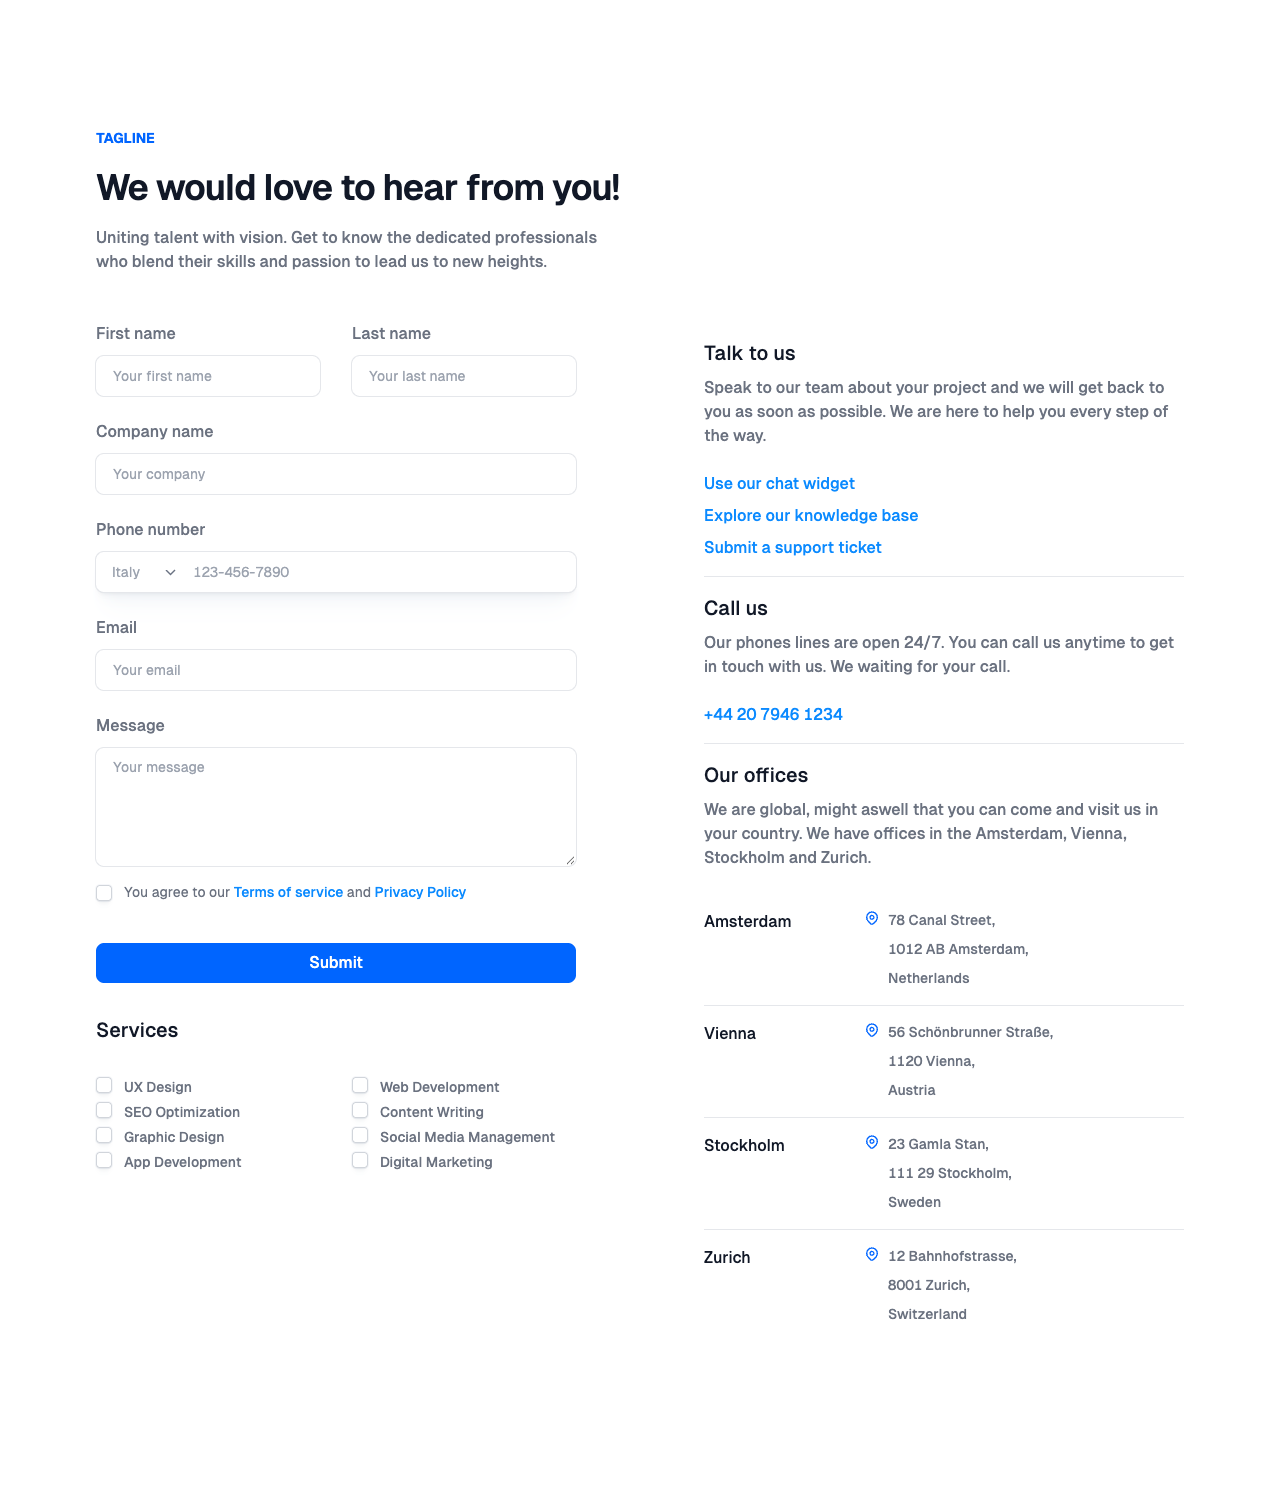 TAGLINE
We would love to hear from you!
Uniting talent with vision. Get to know the dedicated professionals
who blend their skills and passion to lead us to new heights.
First name
Last name
Your first name
Your last name
Company name
Your company
Phone number
Italy
123-456-7890
Email
Your email
Message
Your message
You agree to our Terms of service and Privacy Policy
Submit
Services
UX Design
Web Development
SEO Optimization
Content Writing
Graphic Design
Social Media Management
App Development
Digital Marketing
Talk to us
Speak to our team about your project and we will get back to
you as soon as possible. We are here to help you every step of
the way.
Use our chat widget
Explore our knowledge base
Submit a support ticket
Call us
Our phones lines are open 24/7. You can call us anytime to get
in touch with us. We waiting for your call.
+44 20 7946 1234
Our offices
We are global, might aswell that you can come and visit us in
your country. We have offices in the Amsterdam, Vienna,
Stockholm and Zurich.
Amsterdam
78 Canal Street,
1012 AB Amsterdam,
Netherlands
Vienna
56 Schönbrunner Straße,
1120 Vienna,
Austria
Stockholm
23 Gamla Stan,
111 29 Stockholm,
Sweden
Zurich
12 Bahnhofstrasse,
8001 Zurich,
Switzerland